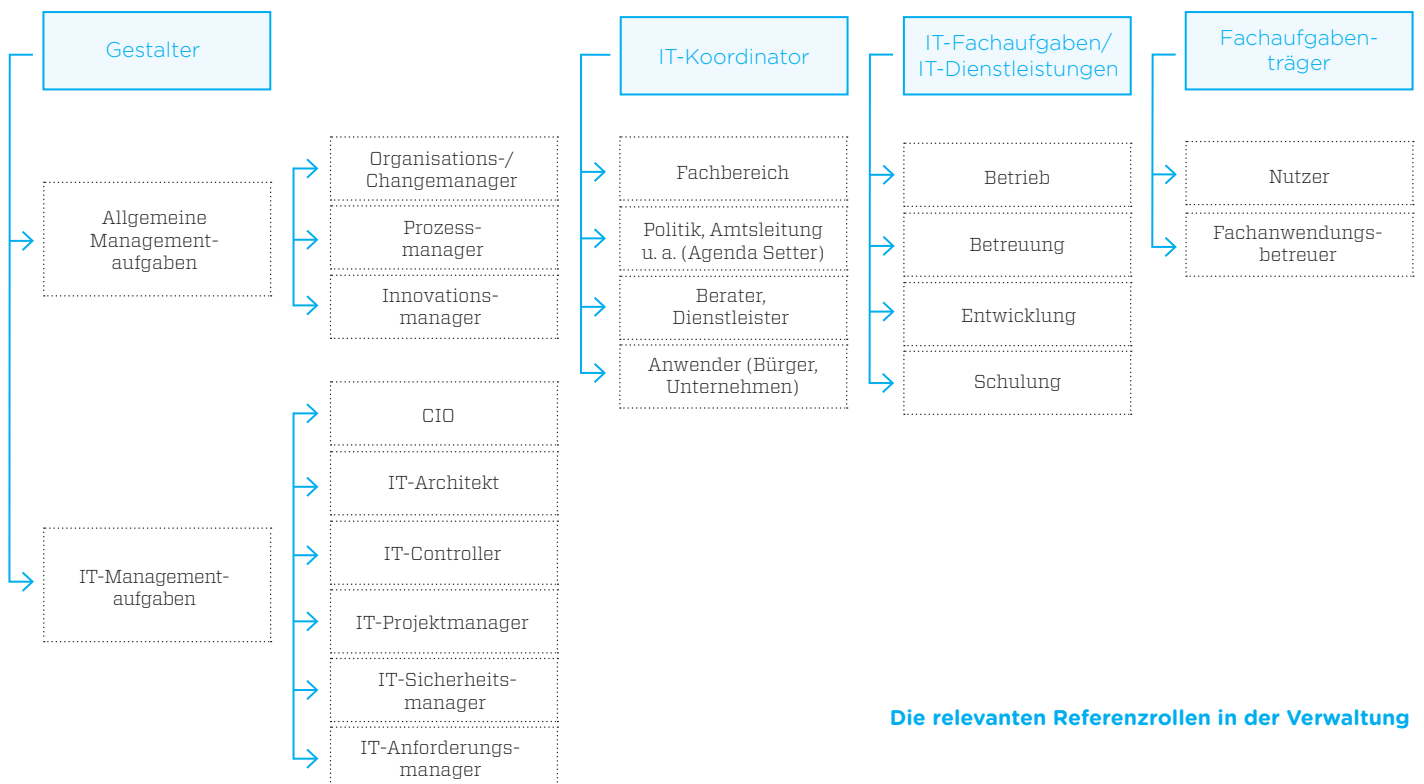 Gestalter
Allgemeine
Management-
aufgaben
IT-Management-
aufgaben
Organisations-/
Changemanager
Prozess-
manager
Innovations-
manager
CIO
IT-Architekt
IT-Controller
IT-Projektmanager
IT-Sicherheits-
manager
IT-Anforderungs-
manager
IT-Koordinator
Fachbereich
Politik, Amtsleitung
u. a. (Agenda Setter)
Berater,
Dienstleister
Anwender (Bürger,
Unternehmen)
IT-Fachaufgaben/
IT-Dienstleistungen
Betrieb
Betreuung
Entwicklung
Schulung
Fachaufgaben-
träger
Nutzer
Fachanwendungs-
betreuer
Die relevanten Referenzrollen in der Verwaltung